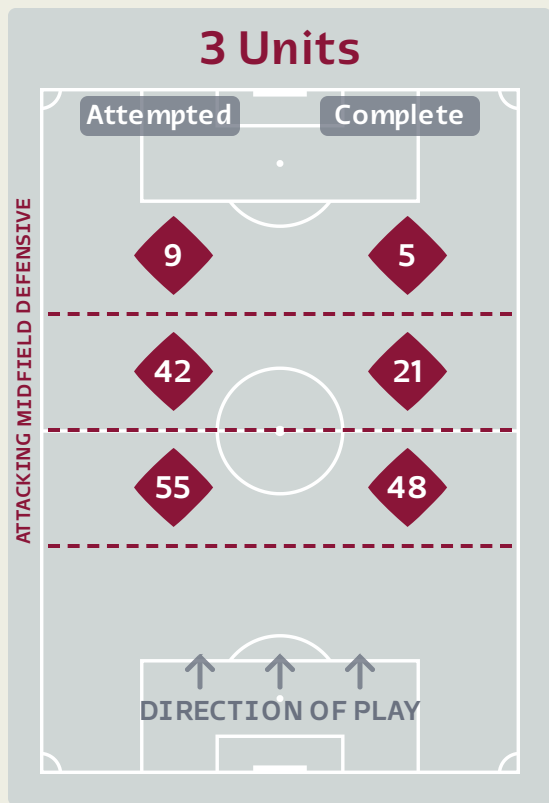 3 Units
Attempted Complete
ATTACKING MIDFIELD DEFENSIVE
9 5
42 21
55 48
DIRECTION OF PLAY